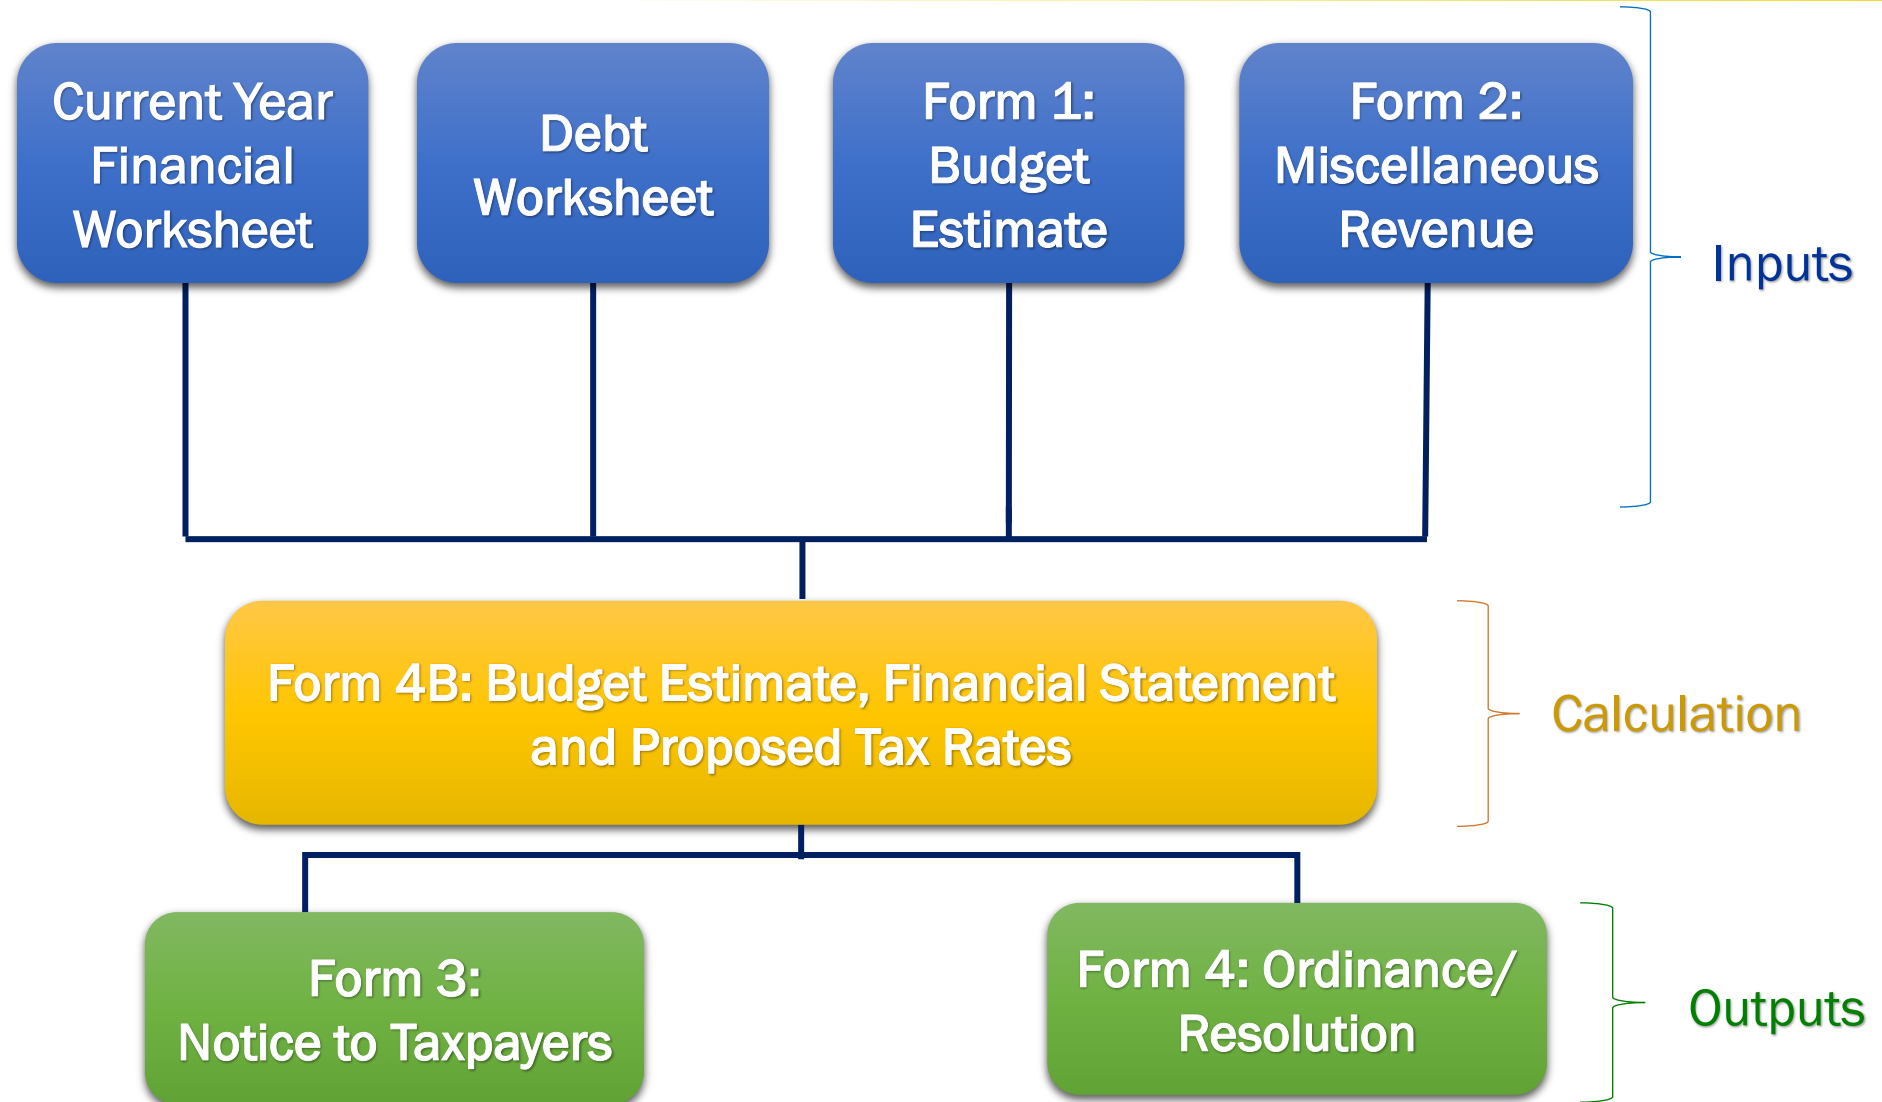 Current Year
Financial
Worksheet
Debt
Worksheet
Form 1:
Budget
Estimate
Form 2:
Miscellaneous
Revenue
Inputs
Form 4B: Budget Estimate, Financial Statement
and Proposed Tax Rates
Calculation
Form 3:
Notice to Taxpayers
Form 4: Ordinance/
Resolution
Outputs